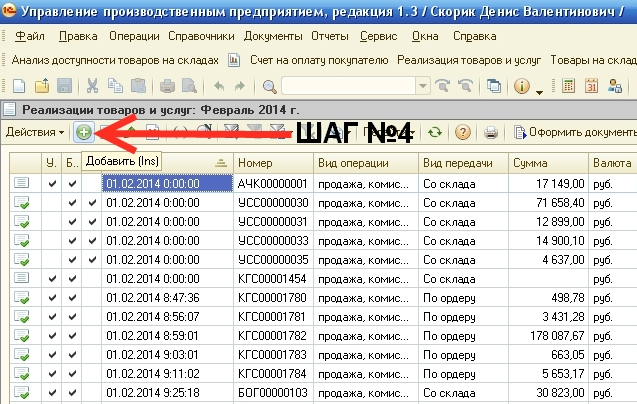 Управление производственным предприятием, редакция 1.3 / Скорик Денис Валентинович /
Файл Правка Операции Справочники Документы Отчеты Сервис Окна Справка
Анализ доступности товаров на складах Счет на оплату покупателю Реализация товаров и услуг Товары на скла
Реализации товаров и услуг: Февраль 2014 г.
Действия ШАГ №4 Оформить документы
У. Б.. Номер Вид операции Вид передачи Сумма Валюта
Добавить (Ins)
01.02.2014 0:00:00 АЧК00000001 продажа, комис... Со склада 17 149,00 руб.
01.02.2014 0:00:00 УСС00000030 продажа, комис... Со склада 71 658,40 руб.
01.02.2014 0:00:00 УСС00000031 продажа, комис... Со склада 12 899,00 руб.
01.02.2014 0:00:00 УСС00000033 продажа, комис... Со склада 14 900,10 руб.
01.02.2014 0:00:00 УСС00000035 продажа, комис... Со склада 4 637,00 руб.
01.02.2014 0:00:00 КГС00001454 продажа, комис... Со склада руб.
01.02.2014 8:47:36 КГС00001780 продажа, комис... По ордеру 498,78 руб.
01.02.2014 8:56:07 КГС00001781 продажа, комис... По ордеру 3 431,28 руб.
01.02.2014 8:59:01 КГС00001782 продажа, комис... По ордеру 178 087,67 руб.
01.02.2014 9:03:01 КГС00001783 продажа, комис... По ордеру 663,05 руб.
01.02.2014 9:11:02 КГС00001784 продажа, комис... По ордеру 5 653,71 руб.
01.02.2014 9:25:18 БОГ00000103 продажа, комис... Со склада 30 823,00 руб.